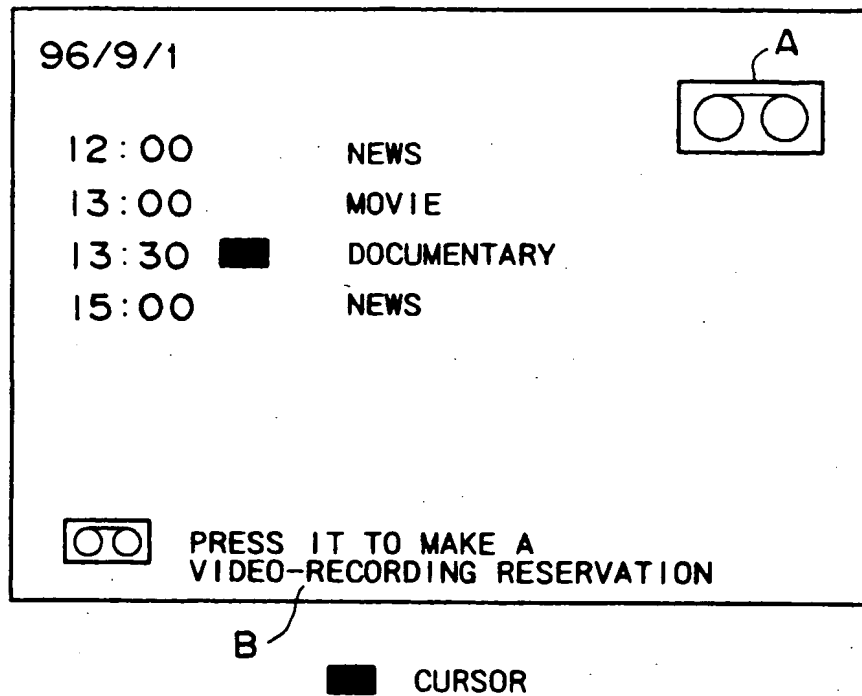 96/9/1
A
12:00 NEWS
13:00 MOVIE
13:30 DOCUMENTARY
15:00 NEWS
PRESS IT TO MAKE A
VIDEO-RECORDING RESERVATION
B
CURSOR